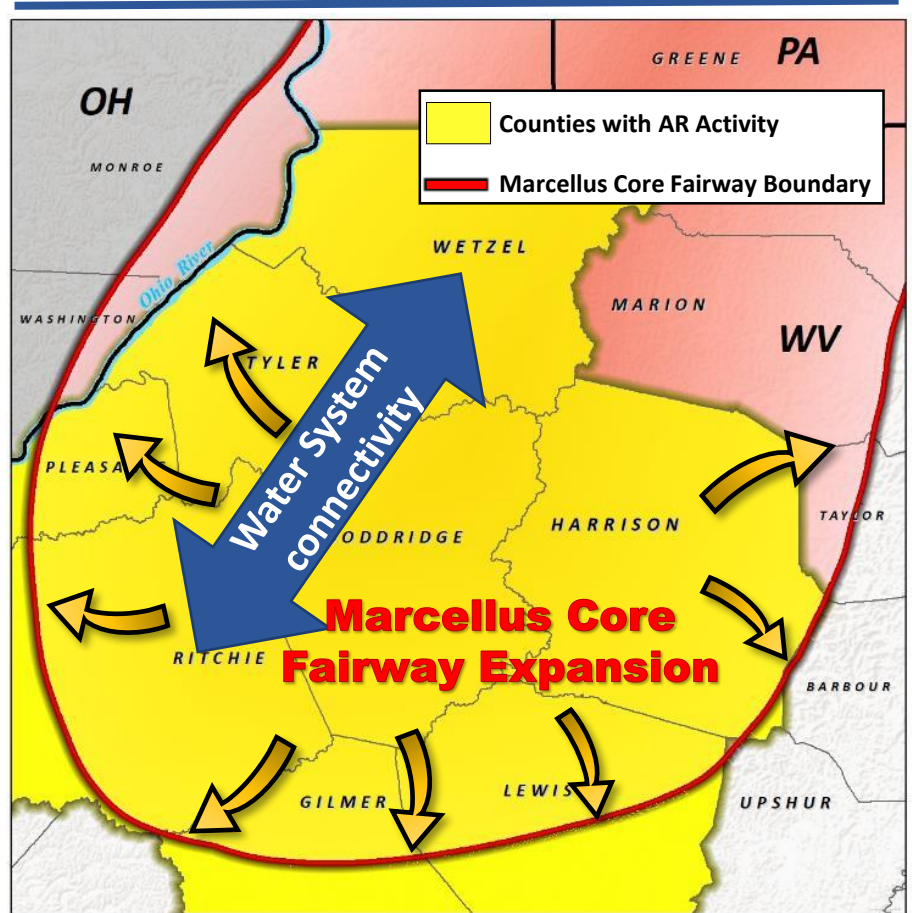 GREENE PA
OH
Counties with AR Activity
MONROE
Marcellus Core Fairway Boundary
WETZEL
Ohio River
MARION
WASHINGTON
WV
TYLER
Water System
connectivity
PLEASA
TAYLOR
ODDRIDGE
HARRISON
Marcellus Core
Fairway Expansion
RITCHIE
BARBOUR
LEWIS
GILMER
UPSHUR